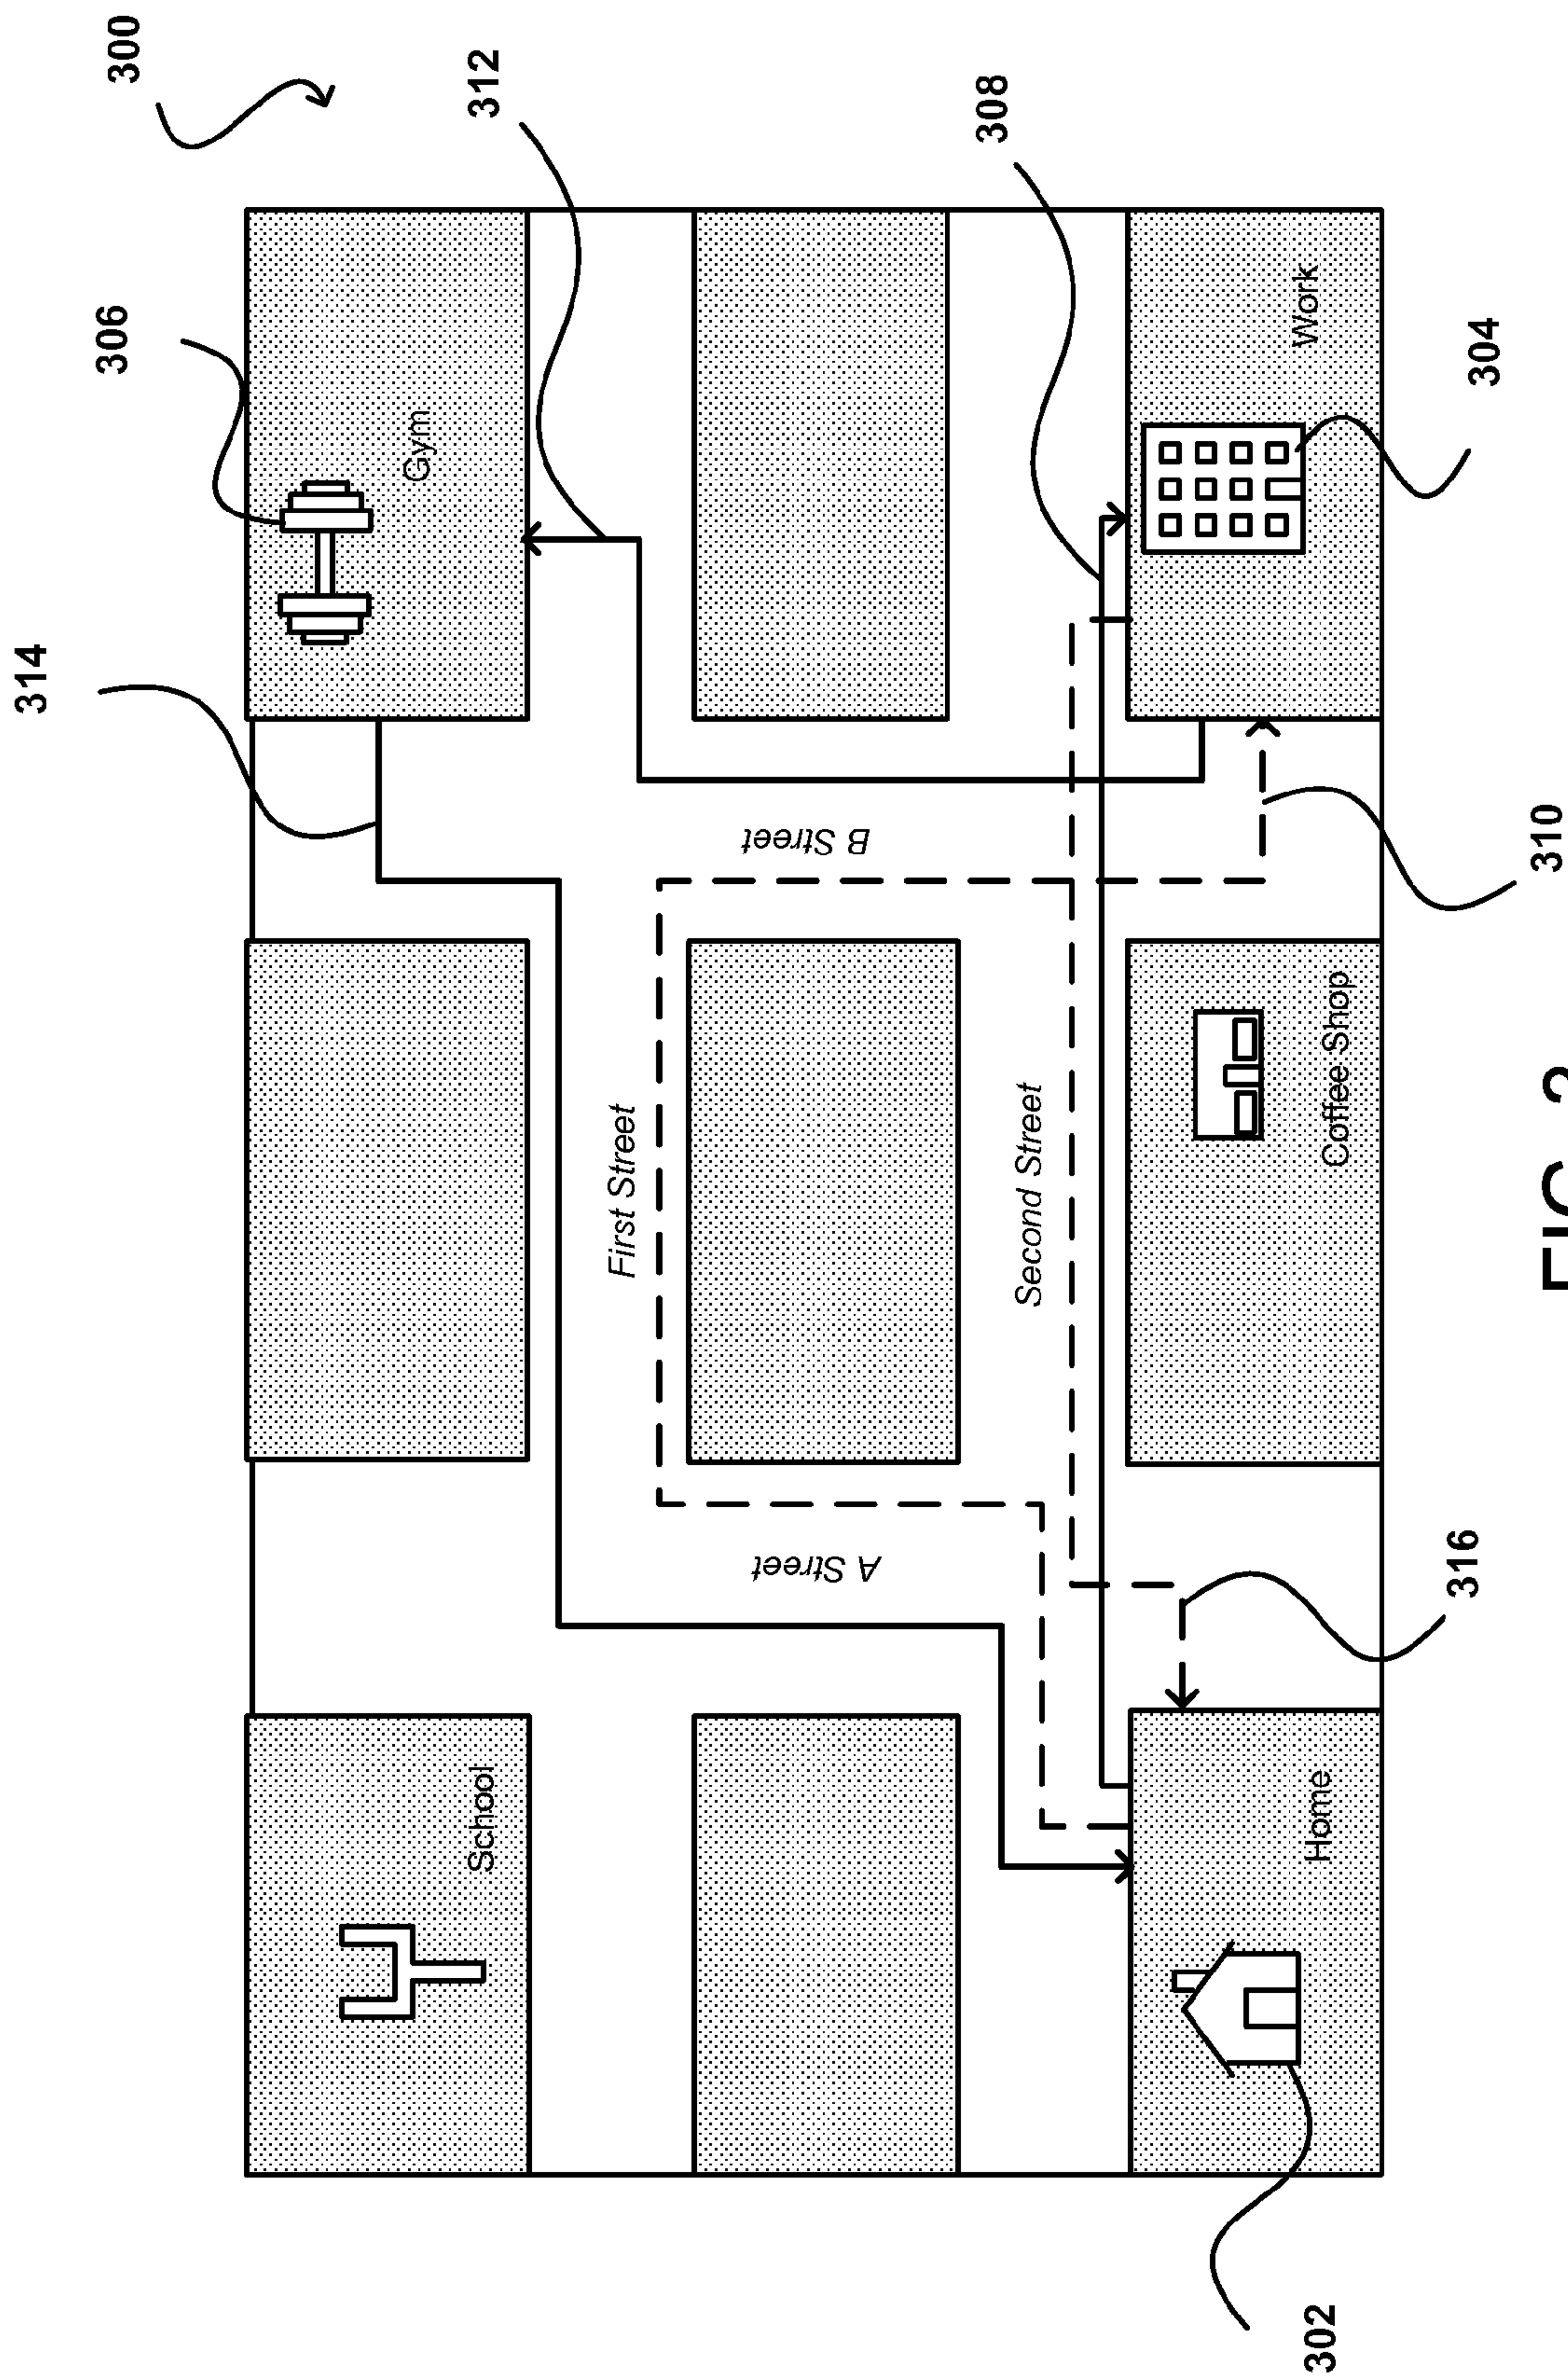 314
306
300
School
Gym
312
First Street
A Street
B Street
Second Street
308
302
Home
Coffee Shop
Work
316
304
310
FIG